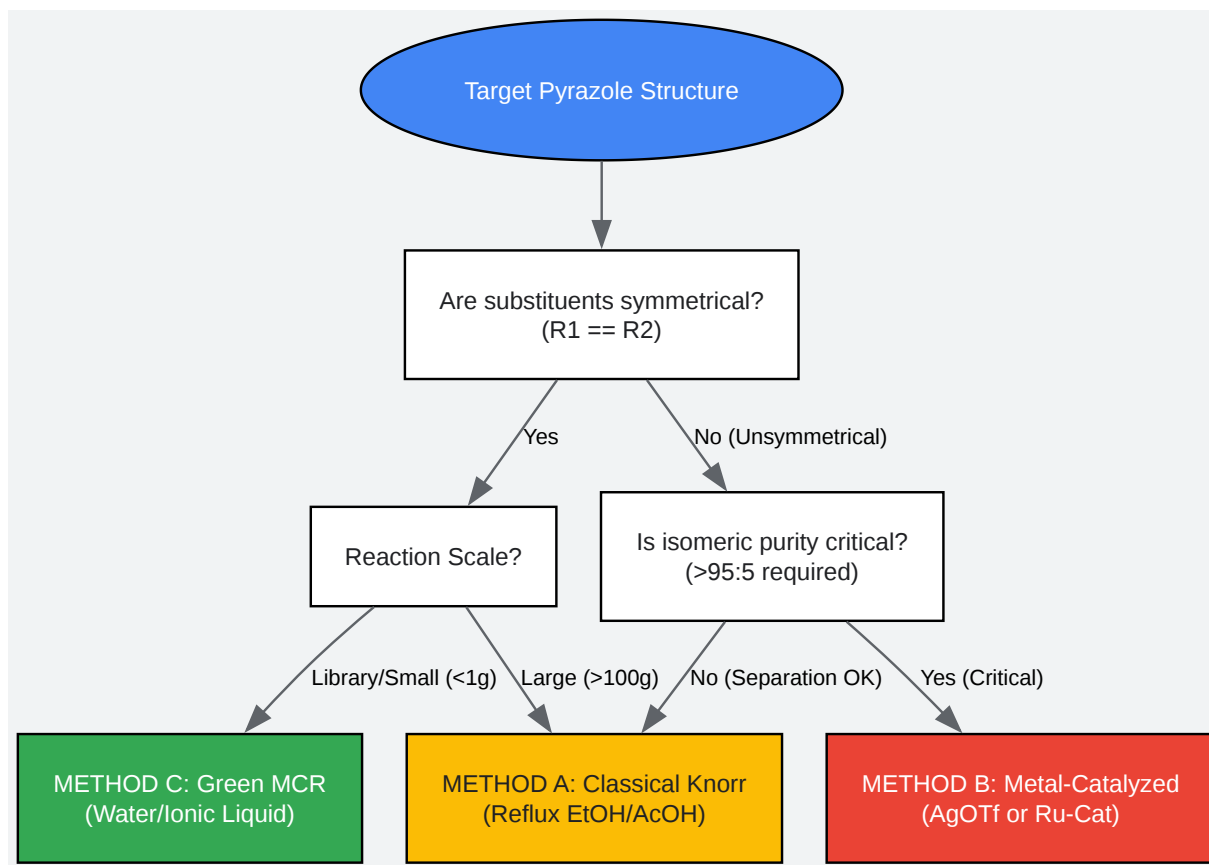 Target Pyrazole Structure
Are substituents symmetrical?
(R1 == R2)
Yes
No (Unsymmetrical)
Reaction Scale?
Is isomeric purity critical?
(>95:5 required)
Library/Small (<1g)
Large (>100g)
No (Separation OK)
Yes (Critical)
METHOD C: Green MCR
(Water/Ionic Liquid)
METHOD A: Classical Knorr
(Reflux EtOH/AcOH)
METHOD B: Metal-Catalyzed
(AgOTf or Ru-Cat)